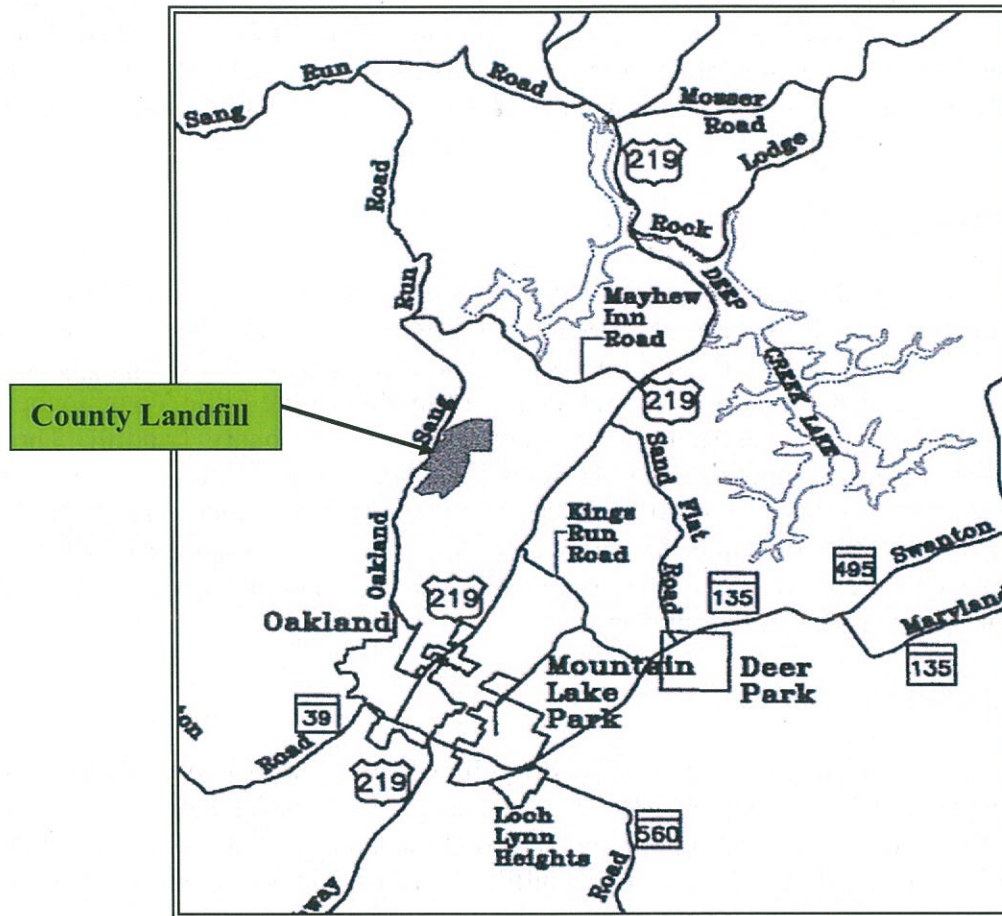 Sang Run Road
Mosser
Road
Lodge
219
Rock
Road
Run
DEEP
CREEK LAKE
Mayhew
Inn
Road
219
County Landfill
Sang
Sand Flat Road
Kings
Run
Road
Oakland
Swanton
495
135
Maryland
135
219
Oakland
Mountain
Lake
Park
Deer
Park
39
ton
Road
219
Loch
Lynn
Heights
560
Road
way